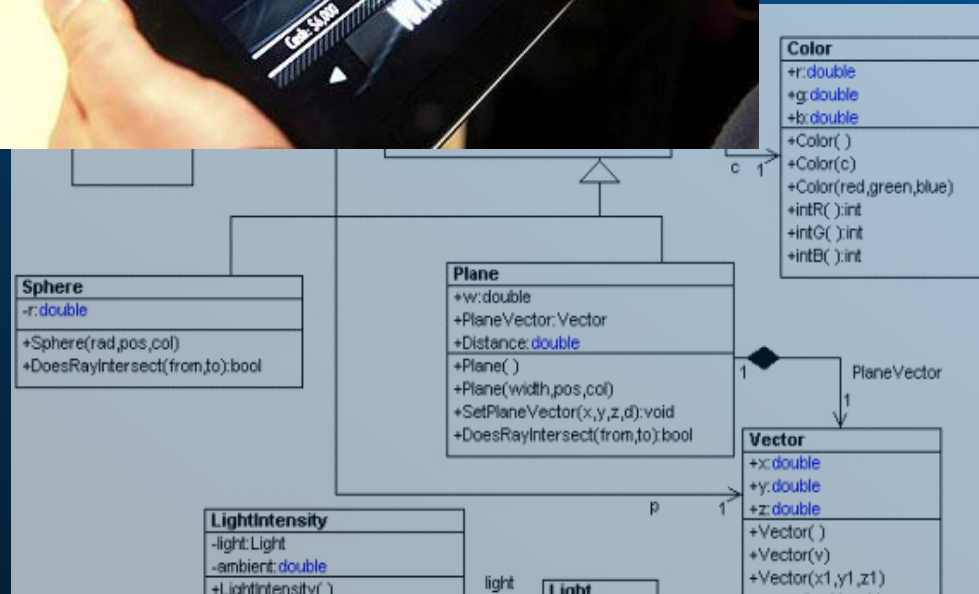 Cash: $6,000
Color
+r:double
+g:double
+b:double
+Color( )
+Color(c)
+Color(red,green,blue)
+intR( ):int
+intG( ):int
+intB( ):int
c 1
Sphere
-r:double
+Sphere(rad,pos,col)
+DoesRayIntersect(from,to):bool
Plane
+w:double
+PlaneVector:Vector
+Distance:double
+Plane( )
+Plane(width,pos,col)
+SetPlaneVector(x,y,z,d):void
+DoesRayIntersect(from,to):bool
1
PlaneVector
1
Vector
+x:double
+y:double
+z:double
+Vector( )
+Vector(v)
+Vector(x1,y1,z1)
p 1
LightIntensity
-light:Light
-ambient:double
+LightIntensity( )
light
Light